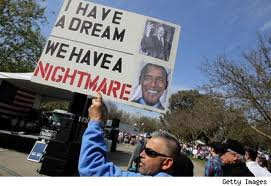 I HAVE
A DREAM
WE HAVE A
NIGHTMARE
Getty Images